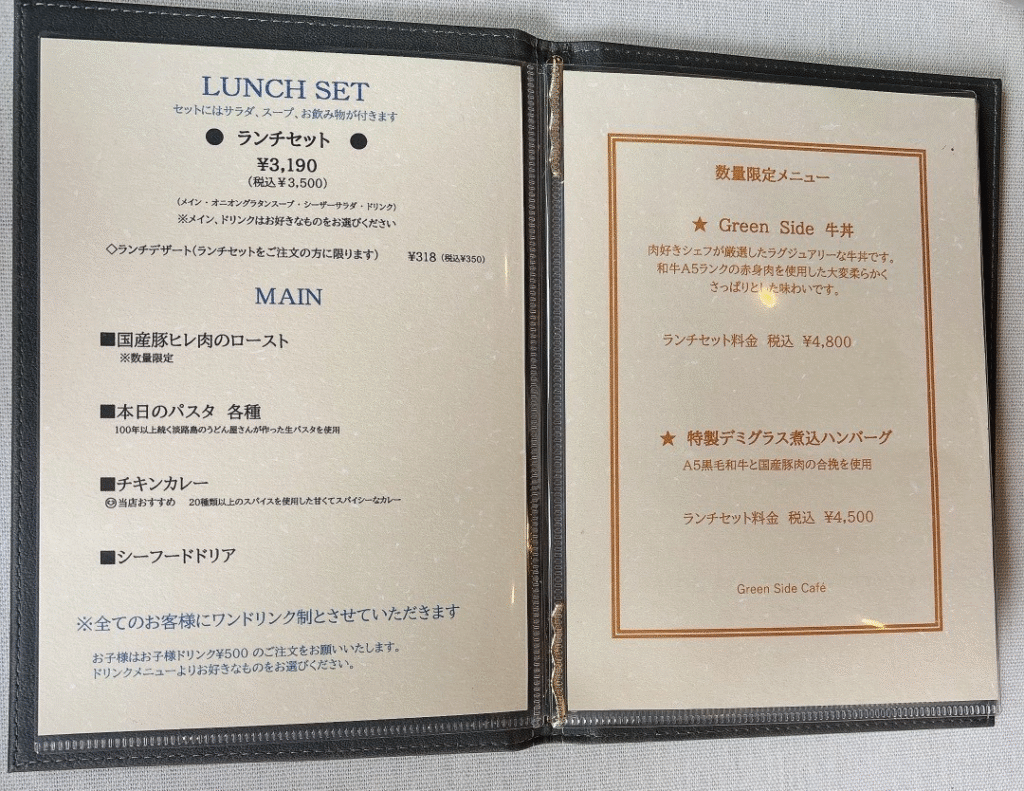 LUNCH SET
セットにはサラダ、スープ、お飲み物が付きます
● ランチセット ●
¥3,190
(税込¥3,500)
(メイン・オニオングラタンスープ・シーザーサラダ・ドリンク)
※メイン、ドリンクはお好きなものをお選びください
◇ランチデザート(ランチセットをご注文の方に限ります) ¥318 (税込¥350)
MAIN
■国産豚ヒレ肉のロースト
※数量限定
■本日のパスタ 各種
100年以上続く淡路島のうどん屋さんが作った生パスタを使用
■チキンカレー
☺当店おすすめ 20種類以上のスパイスを使用した甘くてスパイシーなカレー
■シーフードドリア
※全てのお客様にワンドリンク制とさせていただきます
お子様はお子様ドリンク¥500 のご注文をお願いいたします。
ドリンクメニューよりお好きなものをお選びください。
数量限定メニュー
★ Green Side 牛丼
肉好きシェフが厳選したラグジュアリーな牛丼です。
和牛A5ランクの赤身肉を使用した大変柔らかく
さっぱりとした味わいです。
ランチセット料金 税込 ¥4,800
★ 特製デミグラス煮込ハンバーグ
A5黒毛和牛と国産豚肉の合挽を使用
ランチセット料金 税込 ¥4,500
Green Side Café